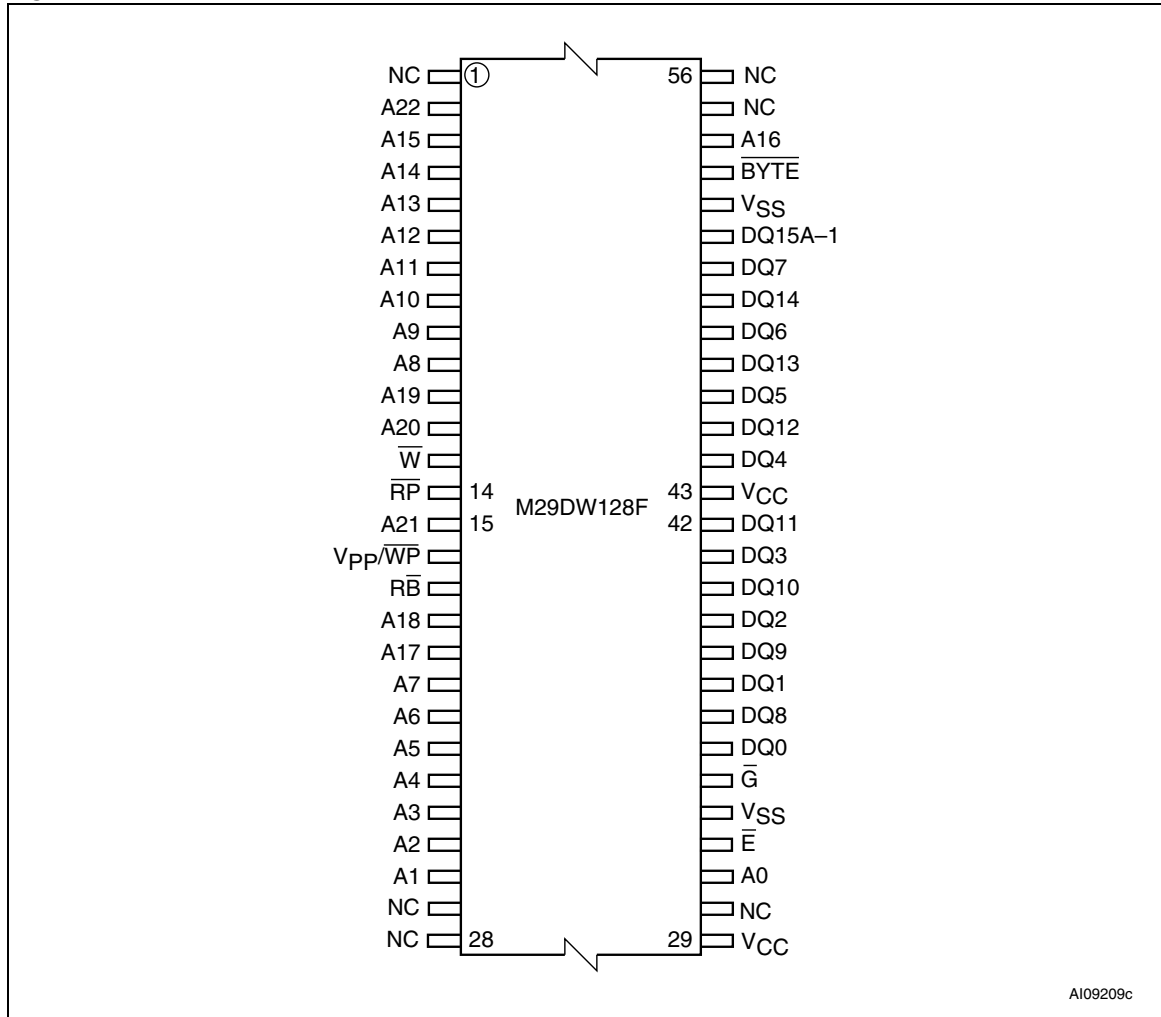 NC 1 56 NC
A22 NC
A15 A16
A14 B̅Y̅T̅E̅
A13 VSS
A12 DQ15A–1
A11 DQ7
A10 DQ14
A9 DQ6
A8 DQ13
A19 DQ5
A20 DQ12
W̅ DQ4
R̅P̅ 14 43 VCC
M29DW128F
A21 15 42 DQ11
VPP/W̅P̅ DQ3
RB̅ DQ10
A18 DQ2
A17 DQ9
A7 DQ1
A6 DQ8
A5 DQ0
A4 G̅
A3 VSS
A2 E̅
A1 A0
NC NC
NC 28 29 VCC
AI09209c